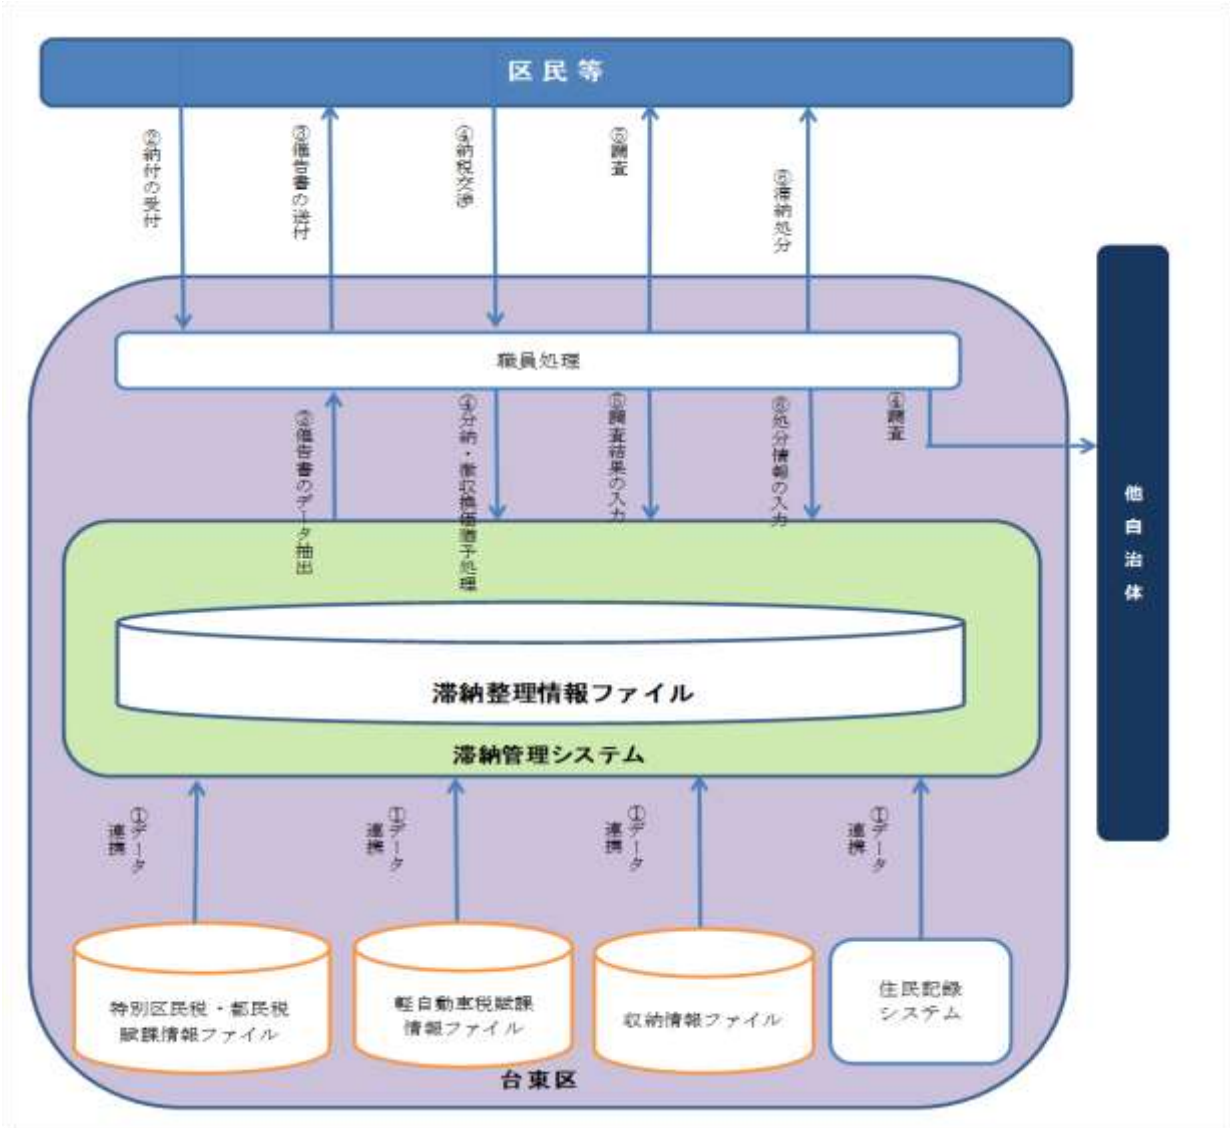 区民等
②納付の受付
③催告書の送付
④納税交渉
⑤調査
⑥滞納処分
職員処理
③催告書のデータ抽出
④分納・徴収換価猶予処理
⑤調査結果の入力
⑥処分情報の入力
④調査
他自治体
滞納整理情報ファイル
滞納管理システム
①データ
連携
①データ
連携
①データ
連携
①データ
連携
特別区民税・都民税
賦課情報ファイル
軽自動車税賦課
情報ファイル
収納情報ファイル
住民記録
システム
台東区